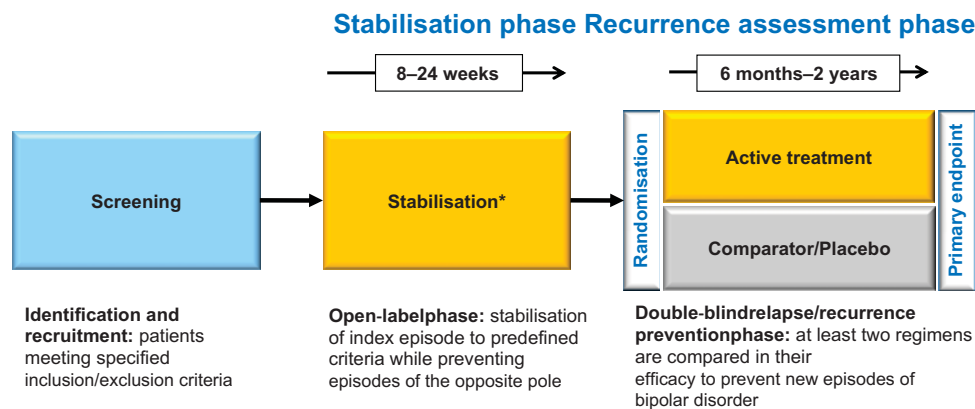 Stabilisation phase Recurrence assessment phase
8–24 weeks
6 months–2 years
Screening
Stabilisation*
Randomisation
Active treatment
Comparator/Placebo
Primary endpoint
Identification and
recruitment: patients
meeting specified
inclusion/exclusion criteria
Open-labelphase: stabilisation
of index episode to predefined
criteria while preventing
episodes of the opposite pole
Double-blindrelapse/recurrence
preventionphase: at least two regimens
are compared in their
efficacy to prevent new episodes of
bipolar disorder